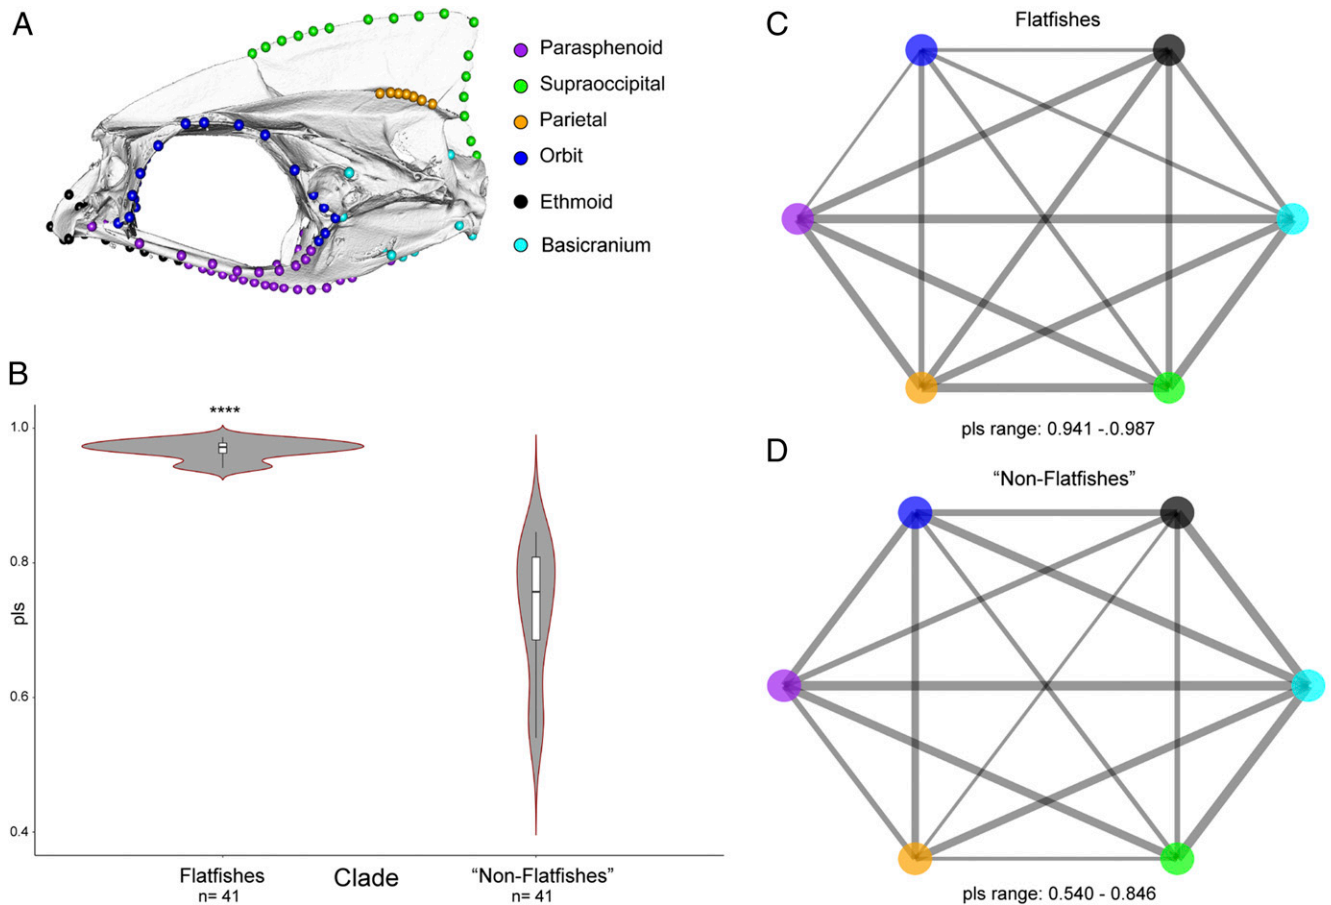 A
Parasphenoid
Supraoccipital
Parietal
Orbit
Ethmoid
Basicranium
B
****
1.0
0.8
0.6
0.4
pls
Flatfishes
n= 41
Clade
“Non-Flatfishes”
n= 41
C
Flatfishes
pls range: 0.941 -.0.987
D
“Non-Flatfishes”
pls range: 0.540 - 0.846